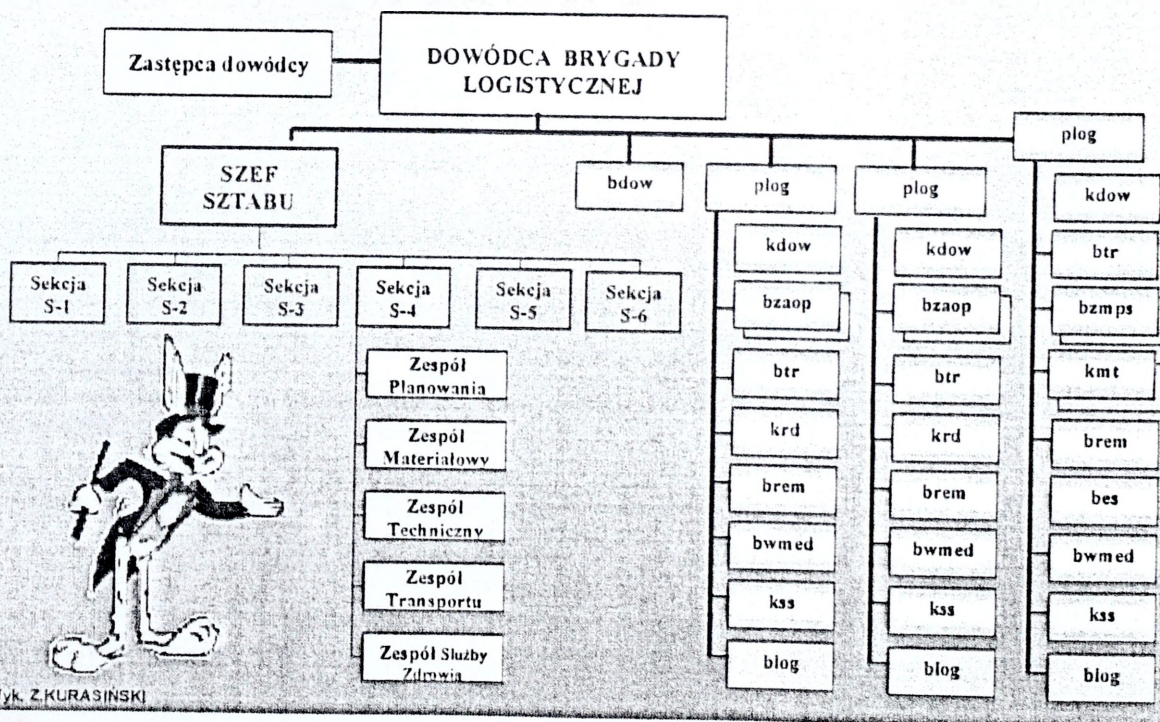 Zastępca dowódcy
DOWÓDCA BRYGADY
LOGISTYCZNEJ
SZEF
SZTABU
bdow
plog
plog
plog
Sekcja
S-1
Sekcja
S-2
Sekcja
S-3
Sekcja
S-4
Sekcja
S-5
Sekcja
S-6
Zespół
Planowania
Zespół
Materiałowy
Zespół
Techniczny
Zespół
Transportu
Zespół Służby
Zdrowia
kdow
bzaop
btr
krd
brem
bwmed
kss
blog
kdow
bzaop
btr
krd
brem
bwmed
kss
blog
kdow
btr
bzmps
kmt
brem
bes
bwmed
kss
blog
Z.KURASIŃSKI